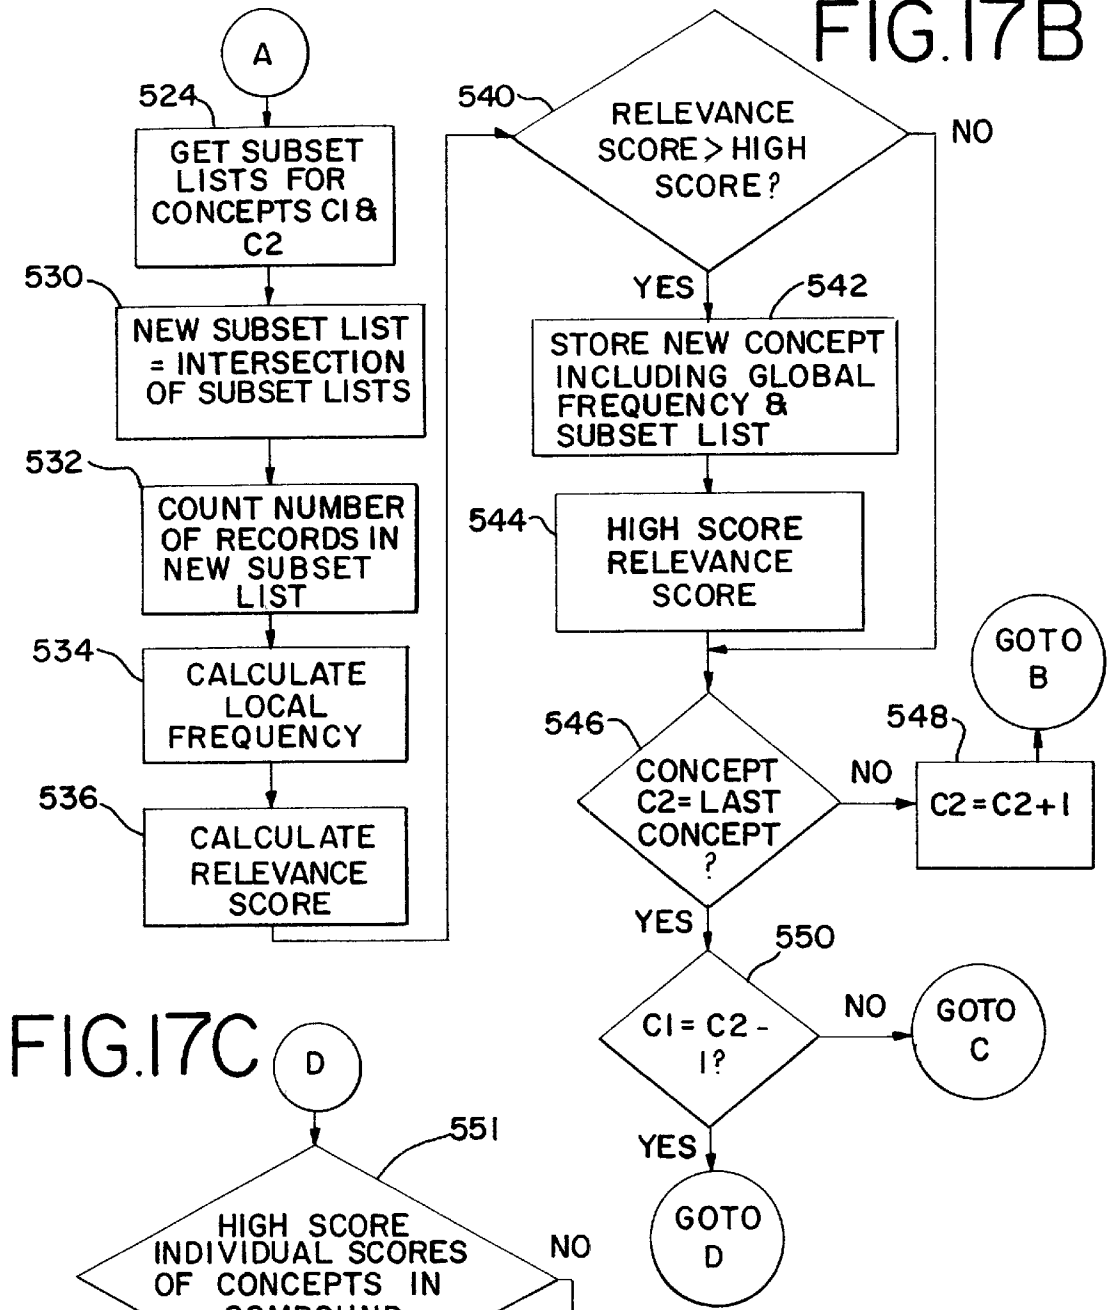 FIG.17B
A
524
GET SUBSET
LISTS FOR
CONCEPTS C1 &
C2
530
NEW SUBSET LIST
= INTERSECTION
OF SUBSET LISTS
532
COUNT NUMBER
OF RECORDS IN
NEW SUBSET
LIST
534
CALCULATE
LOCAL
FREQUENCY
536
CALCULATE
RELEVANCE
SCORE
540
RELEVANCE
SCORE > HIGH
SCORE?
NO
YES
542
STORE NEW CONCEPT
INCLUDING GLOBAL
FREQUENCY &
SUBSET LIST
544
HIGH SCORE
RELEVANCE
SCORE
546
CONCEPT
C2 = LAST
CONCEPT
?
NO
548
C2 = C2 + 1
GOTO
B
YES
550
C1 = C2 -
1?
NO
GOTO
C
YES
GOTO
D
FIG.17C
D
551
HIGH SCORE
INDIVIDUAL SCORES
OF CONCEPTS IN
COMPOUND
NO